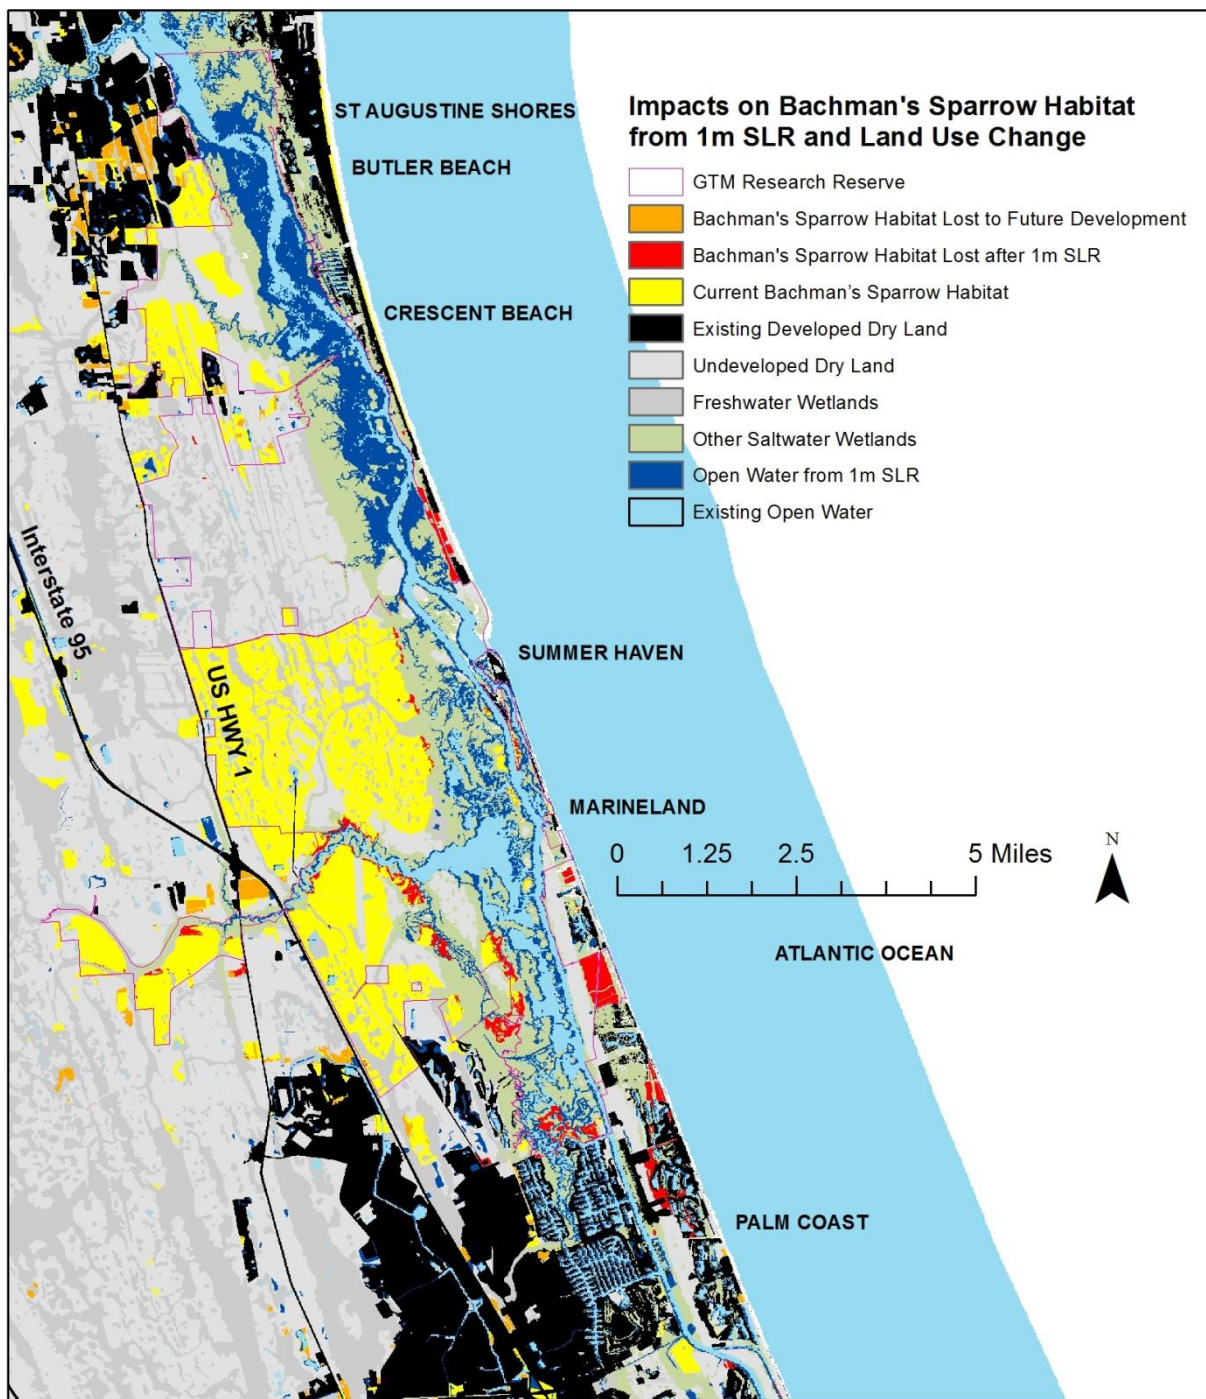 ST AUGUSTINE SHORES
BUTLER BEACH
CRESCENT BEACH
Impacts on Bachman's Sparrow Habitat
from 1m SLR and Land Use Change
GTM Research Reserve
Bachman's Sparrow Habitat Lost to Future Development
Bachman's Sparrow Habitat Lost after 1m SLR
Current Bachman’s Sparrow Habitat
Existing Developed Dry Land
Undeveloped Dry Land
Freshwater Wetlands
Other Saltwater Wetlands
Open Water from 1m SLR
Existing Open Water
Interstate 95
US HWY 1
SUMMER HAVEN
MARINELAND
0 1.25 2.5 5 Miles
N
ATLANTIC OCEAN
PALM COAST